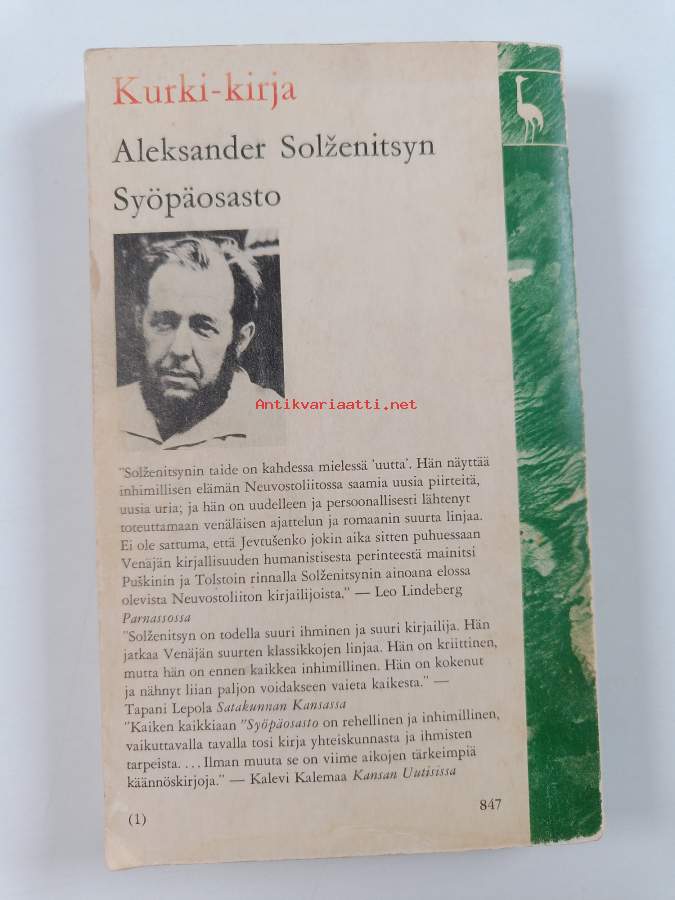 Kurki-kirja
Aleksander Solženitsyn
Syöpäosasto
Antikvariaatti.net
"Solženitsynin taide on kahdessa mielessä 'uutta'. Hän näyttää
inhimillisen elämän Neuvostoliitossa saamia uusia piirteitä,
uusia uria; ja hän on uudelleen ja persoonallisesti lähtenyt
toteuttamaan venäläisen ajattelun ja romaanin suurta linjaa.
Ei ole sattuma, että Jevtušenko jokin aika sitten puhuessaan
Venäjän kirjallisuuden humanistisesta perinteestä mainitsi
Puškinin ja Tolstoin rinnalla Solženitsynin ainoana elossa
olevista Neuvostoliiton kirjailijoista." — Leo Lindeberg
Parnassossa
"Solženitsyn on todella suuri ihminen ja suuri kirjailija. Hän
jatkaa Venäjän suurten klassikkojen linjaa. Hän on kriittinen,
mutta hän on ennen kaikkea inhimillinen. Hän on kokenut
ja nähnyt liian paljon voidakseen vaieta kaikesta." —
Tapani Lepola Satakunnan Kansassa
"Kaiken kaikkiaan "Syöpäosasto on rehellinen ja inhimillinen,
vaikuttavalla tavalla tosi kirja yhteiskunnasta ja ihmisten
tarpeista. ... Ilman muuta se on viime aikojen tärkeimpiä
käännöskirjoja." — Kalevi Kalemaa Kansan Uutisissa
(1)
847